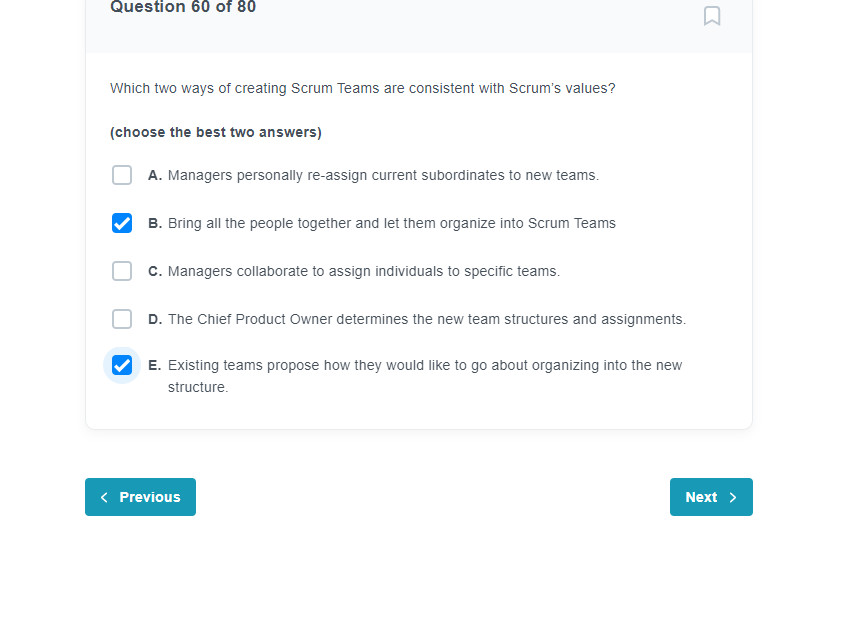 Question 60 of 80
Which two ways of creating Scrum Teams are consistent with Scrum's values?
(choose the best two answers)
A. Managers personally re-assign current subordinates to new teams.
B. Bring all the people together and let them organize into Scrum Teams
C. Managers collaborate to assign individuals to specific teams.
D. The Chief Product Owner determines the new team structures and assignments.
E. Existing teams propose how they would like to go about organizing into the new
structure.
Previous
Next